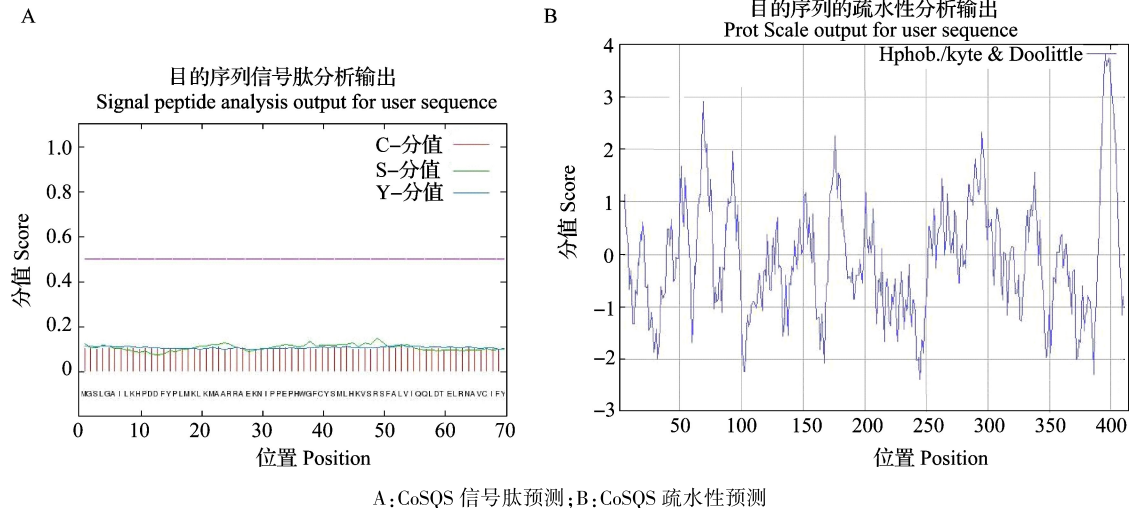 A
目的序列信号肽分析输出
Signal peptide analysis output for user sequence
C-分值
S-分值
Y-分值
分值 Score
1.0
0.8
0.6
0.4
0.2
0
MGSLGAILKHPDDFYPLMKLKMAARRAEKNIPPEPHWGFCYSMLHKVSRSFALVIQQLDTELRNAVCIFY
0 10 20 30 40 50 60 70
位置 Position
B
目的序列的疏水性分析输出
Prot Scale output for user sequence
Hphob./kyte & Doolittle
分值 Score
4
3
2
1
0
-1
-2
-3
50 100 150 200 250 300 350 400
位置 Position
A:CoSQS 信号肽预测;B:CoSQS 疏水性预测